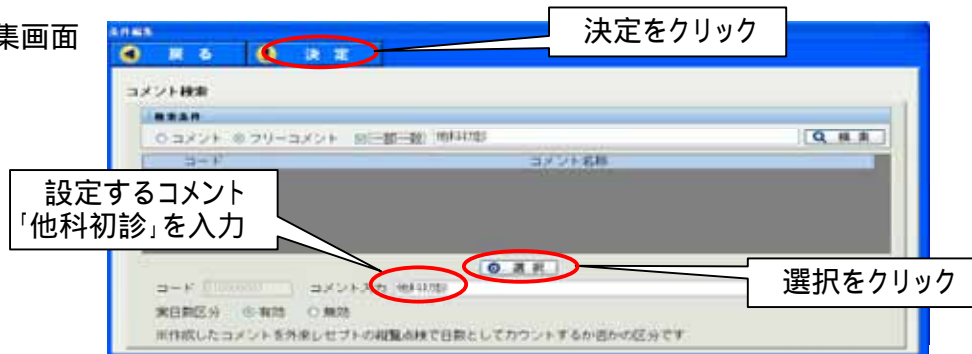 集画面
決定をクリック
条件編集
戻る 決定
コメント検索
検索条件
コメント フリーコメント 一部一致 他科初診 検索
コード コメント名称
設定するコメント
「他科初診」を入力
選択
選択をクリック
コード コメント入力 他科初診
実日数区分 有効 無効
※作成したコメントを外来レセプトの縦覧点検で日数としてカウントするか否かの区分です